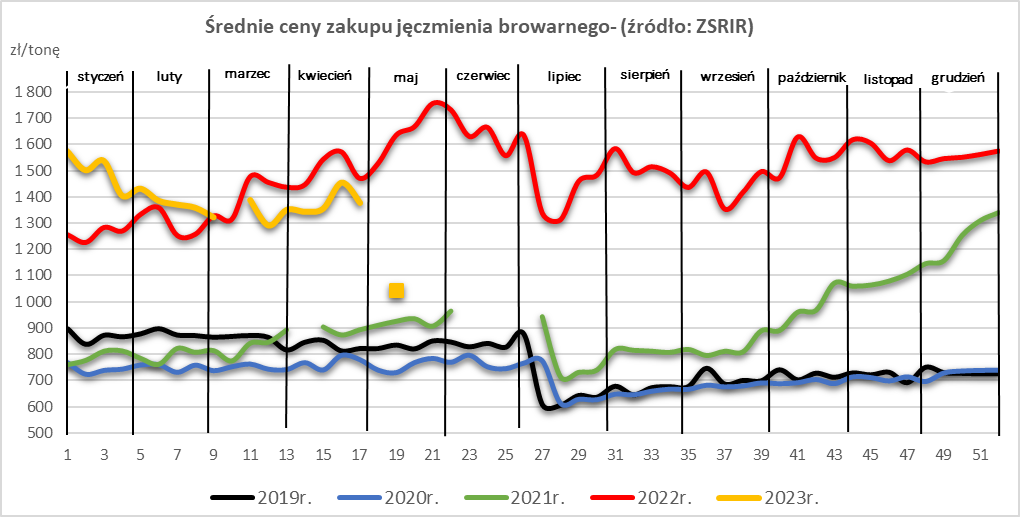 Średnie ceny zakupu jęczmienia browarnego- (źródło: ZSRIR)
zł/tonę
styczeń luty marzec kwiecień maj czerwiec lipiec sierpień wrzesień październik listopad grudzień
1 800
1 700
1 600
1 500
1 400
1 300
1 200
1 100
1 000
900
800
700
600
500
1 3 5 7 9 11 13 15 17 19 21 23 25 27 29 31 33 35 37 39 41 43 45 47 49 51
2019r. 2020r. 2021r. 2022r. 2023r.